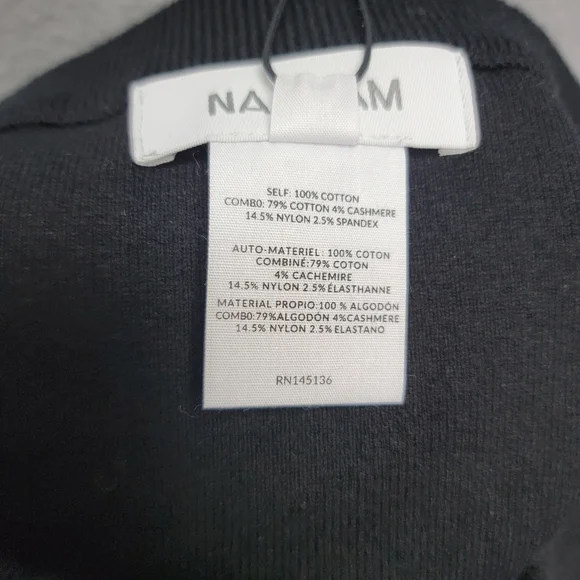 SELF: 100% COTTON
COMBO: 79% COTTON 4% CASHMERE
14.5% NYLON 2.5% SPANDEX
AUTO-MATERIEL: 100% COTON
COMBINÉ:79% COTON
4% CACHEMIRE
14.5% NYLON 2.5% ÉLASTHANNE
MATERIAL PROPIO:100 % ALGODÓN
COMBO:79%ALGODÓN 4%CASHMERE
14.5% NYLON 2.5% ELASTANO
RN145136